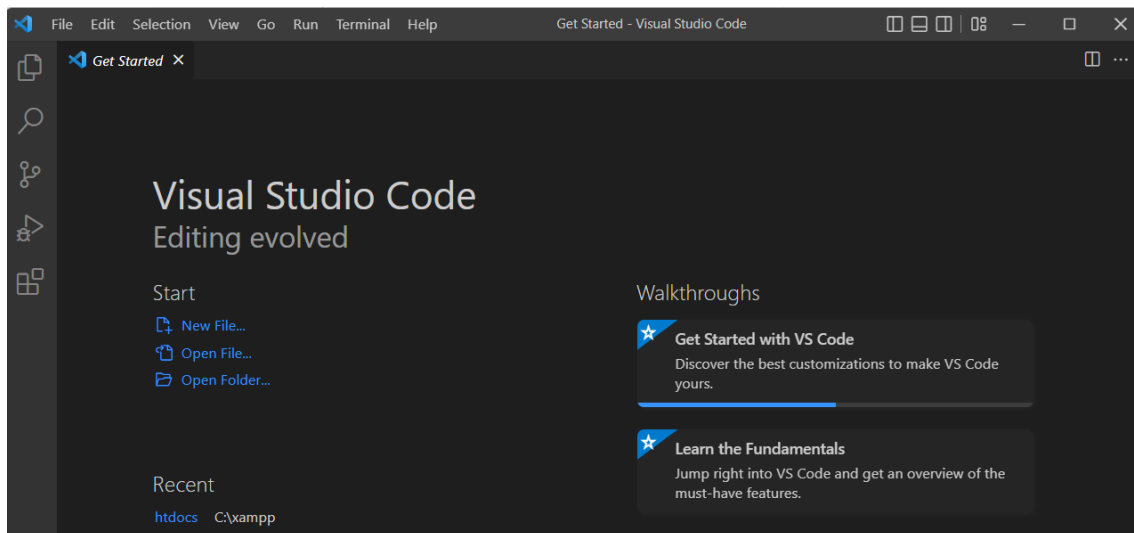 File Edit Selection View Go Run Terminal Help Get Started - Visual Studio Code
Get Started
Visual Studio Code
Editing evolved
Start
New File...
Open File...
Open Folder...
Recent
htdocs C:\xampp
Walkthroughs
Get Started with VS Code
Discover the best customizations to make VS Code
yours.
Learn the Fundamentals
Jump right into VS Code and get an overview of the
must-have features.